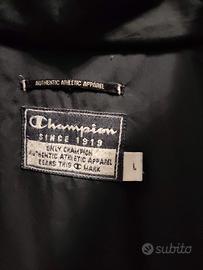 AUTHENTIC ATHLETIC APPAREL
Champion
SINCE 1919
ONLY CHAMPION
AUTHENTIC ATHLETIC APPAREL
BEARS THIS C MARK
L
subito